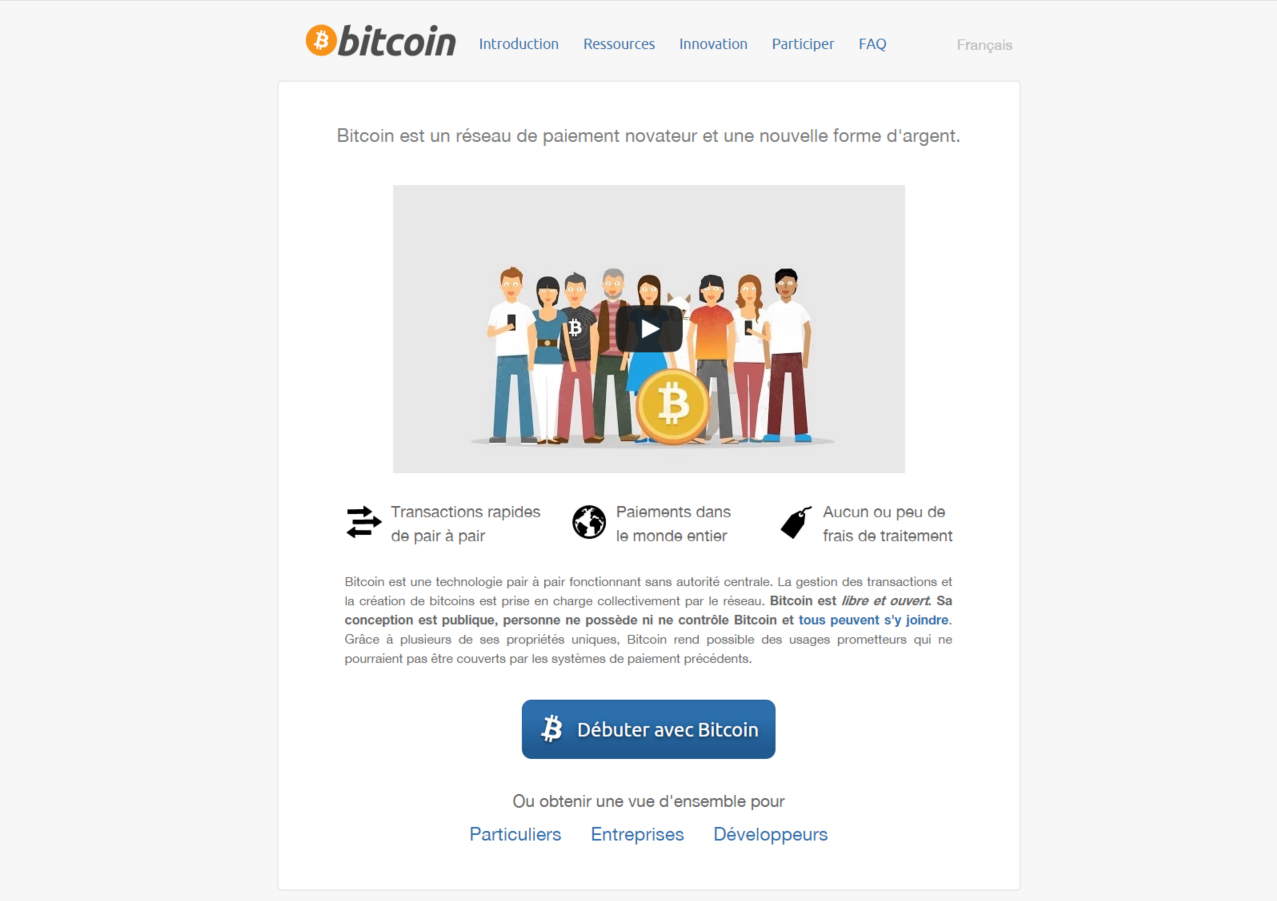 bitcoin
Introduction Ressources Innovation Participer FAQ Français
Bitcoin est un réseau de paiement novateur et une nouvelle forme d'argent.
Transactions rapides
de pair à pair
Paiements dans
le monde entier
Aucun ou peu de
frais de traitement
Bitcoin est une technologie pair à pair fonctionnant sans autorité centrale. La gestion des transactions et
la création de bitcoins est prise en charge collectivement par le réseau. Bitcoin est libre et ouvert. Sa
conception est publique, personne ne possède ni ne contrôle Bitcoin et tous peuvent s'y joindre.
Grâce à plusieurs de ses propriétés uniques, Bitcoin rend possible des usages prometteurs qui ne
pourraient pas être couverts par les systèmes de paiement précédents.
Débuter avec Bitcoin
Ou obtenir une vue d'ensemble pour
Particuliers Entreprises Développeurs